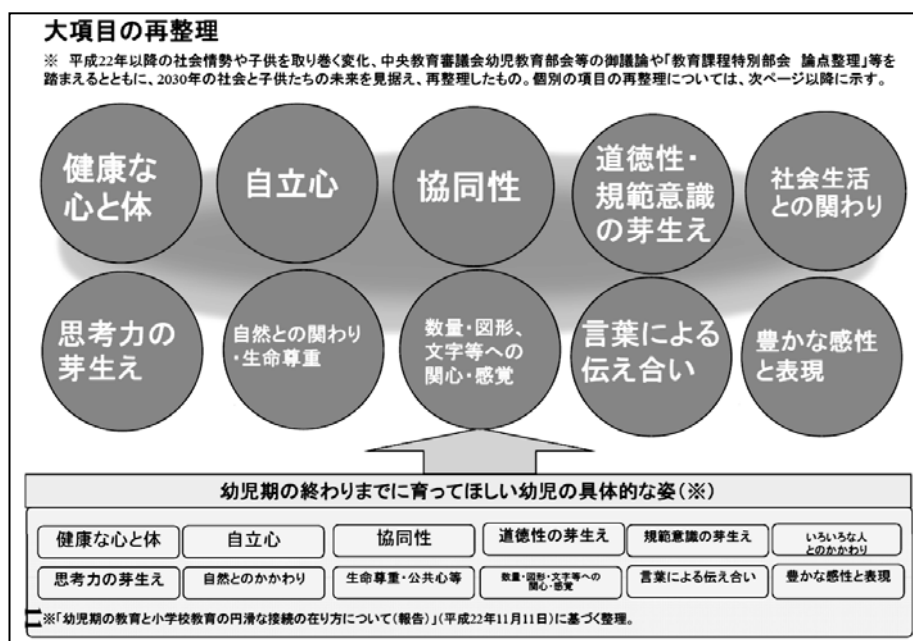 大項目の再整理
※ 平成22年以降の社会情勢や子供を取り巻く変化、中央教育審議会幼児教育部会等の御議論や「教育課程特別部会 論点整理」等を
踏まえるとともに、2030年の社会と子供たちの未来を見据え、再整理したもの。個別の項目の再整理については、次ページ以降に示す。
健康な
心と体
自立心
協同性
道徳性・
規範意識
の芽生え
社会生活
との関わり
思考力の
芽生え
自然との関わり
・生命尊重
数量・図形、
文字等への
関心・感覚
言葉による
伝え合い
豊かな感性
と表現
幼児期の終わりまでに育ってほしい幼児の具体的な姿(※)
健康な心と体
自立心
協同性
道徳性の芽生え
規範意識の芽生え
いろいろな人
とのかかわり
思考力の芽生え
自然とのかかわり
生命尊重・公共心等
数量・図形・文字等への
関心・感覚
言葉による伝え合い
豊かな感性と表現
※「幼児期の教育と小学校教育の円滑な接続の在り方について(報告)」(平成22年11月11日)に基づく整理。